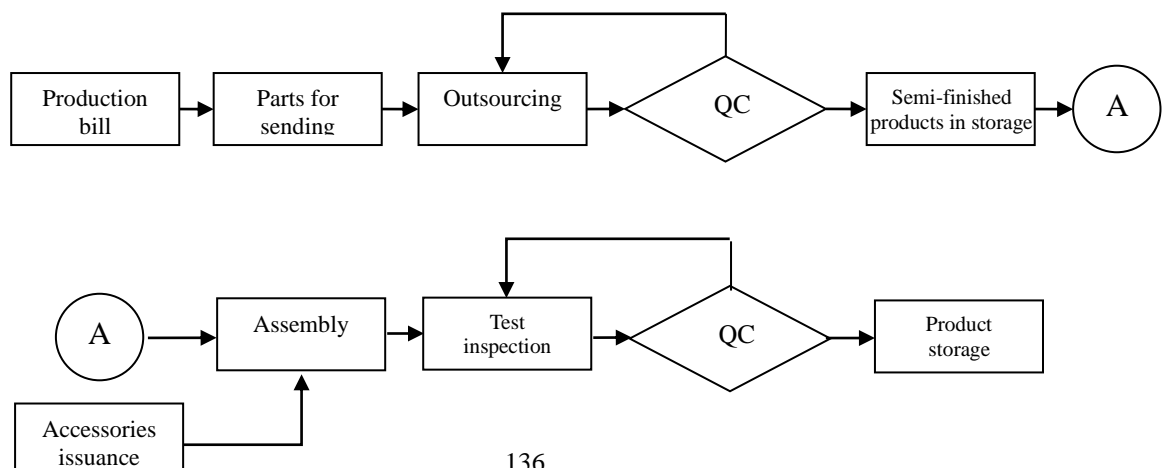 Production
bill
Parts for
sending
Outsourcing
QC
Semi-finished
products in storage
A
A
Assembly
Test
inspection
QC
Product
storage
Accessories
issuance
136